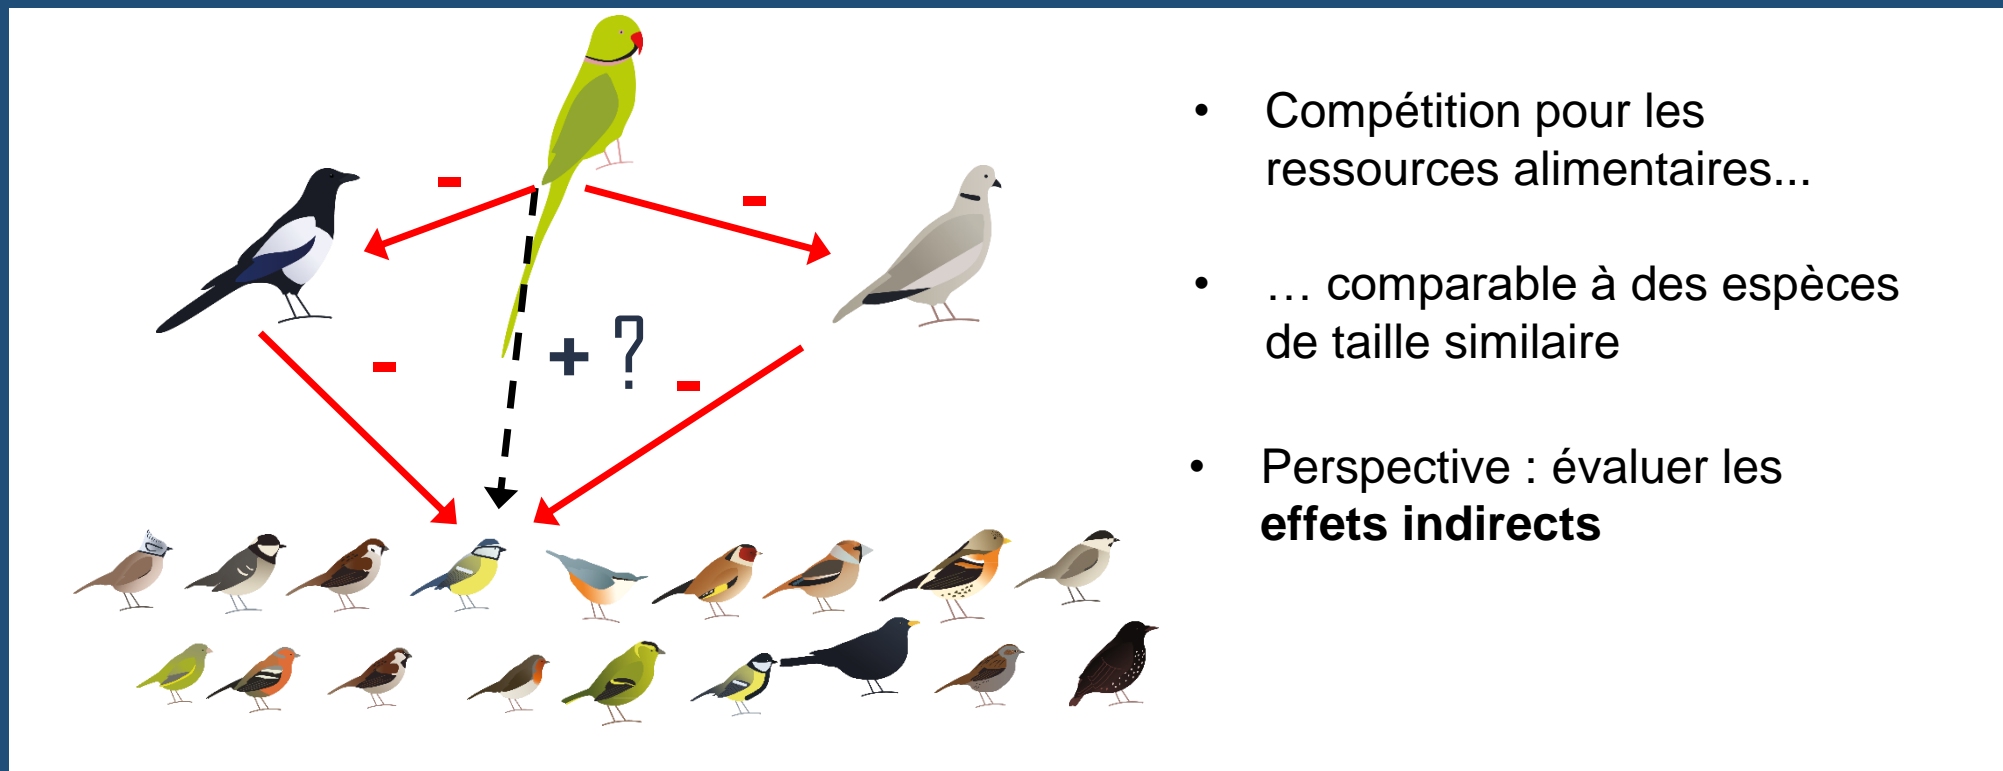 -
-
+ ?
-
-
• Compétition pour les
ressources alimentaires...
• … comparable à des espèces
de taille similaire
• Perspective : évaluer les
effets indirects